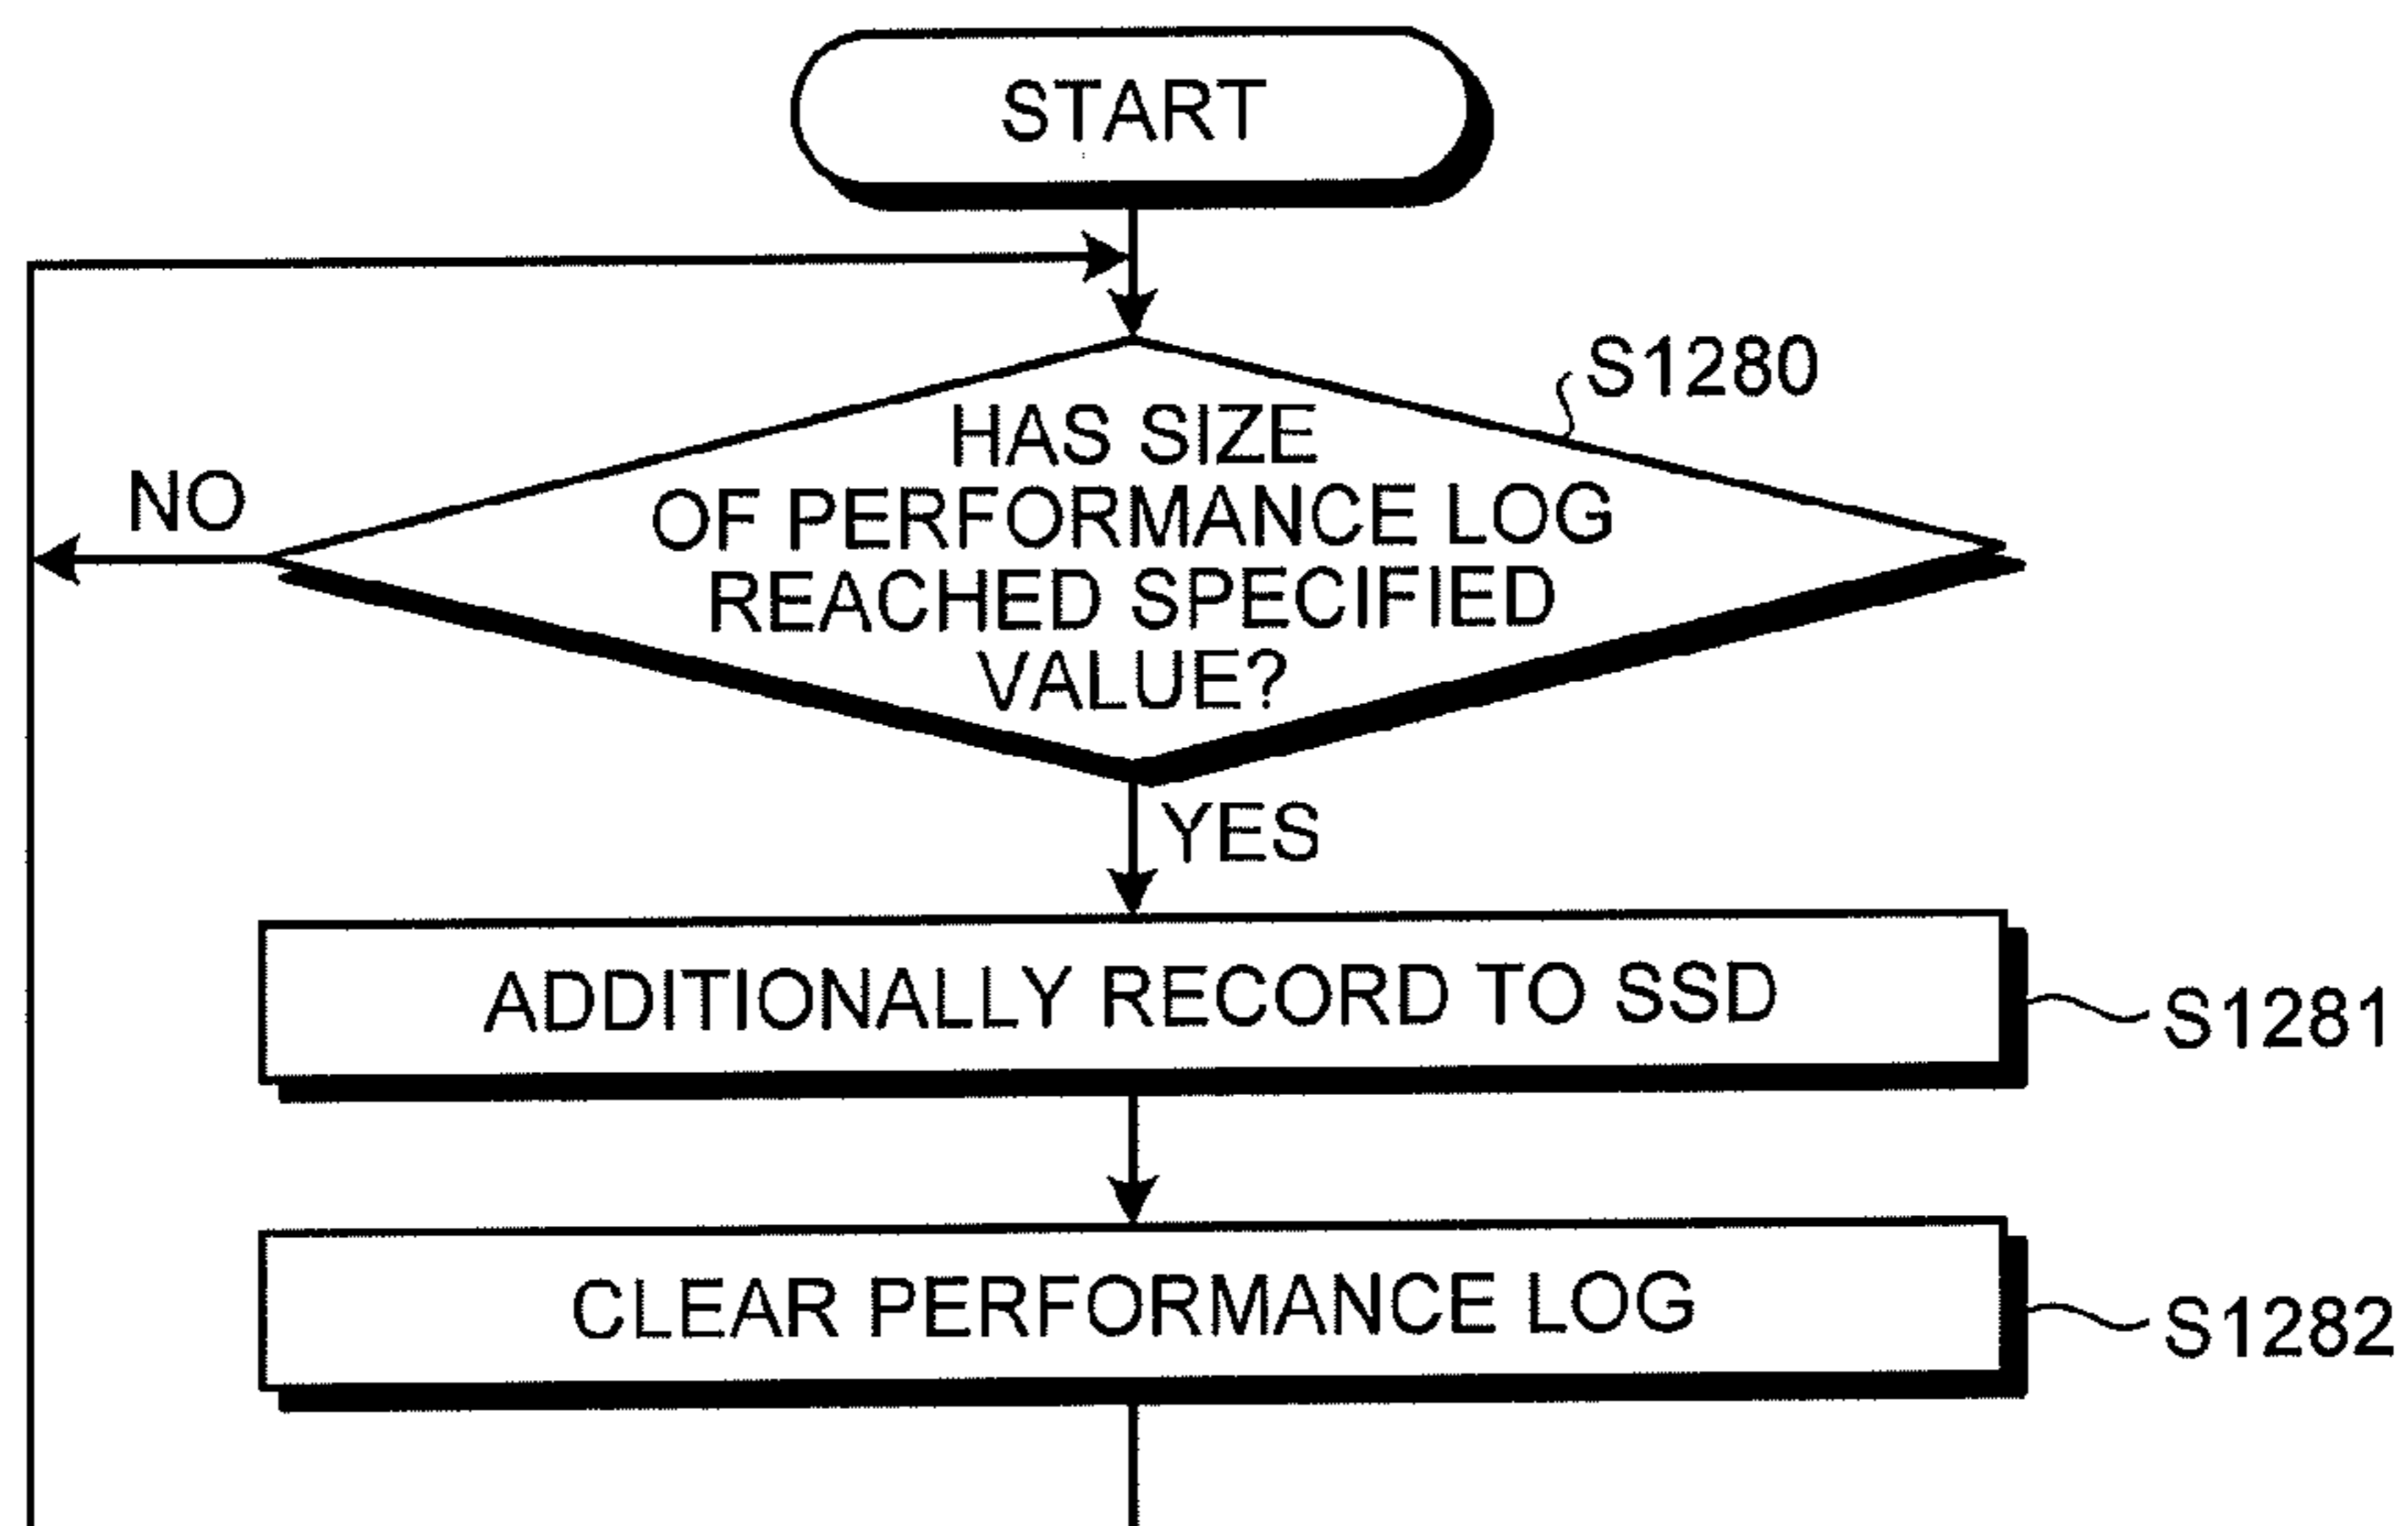 START
S1280
HAS SIZE
OF PERFORMANCE LOG
REACHED SPECIFIED
VALUE?
NO
YES
ADDITIONALLY RECORD TO SSD
S1281
CLEAR PERFORMANCE LOG
S1282